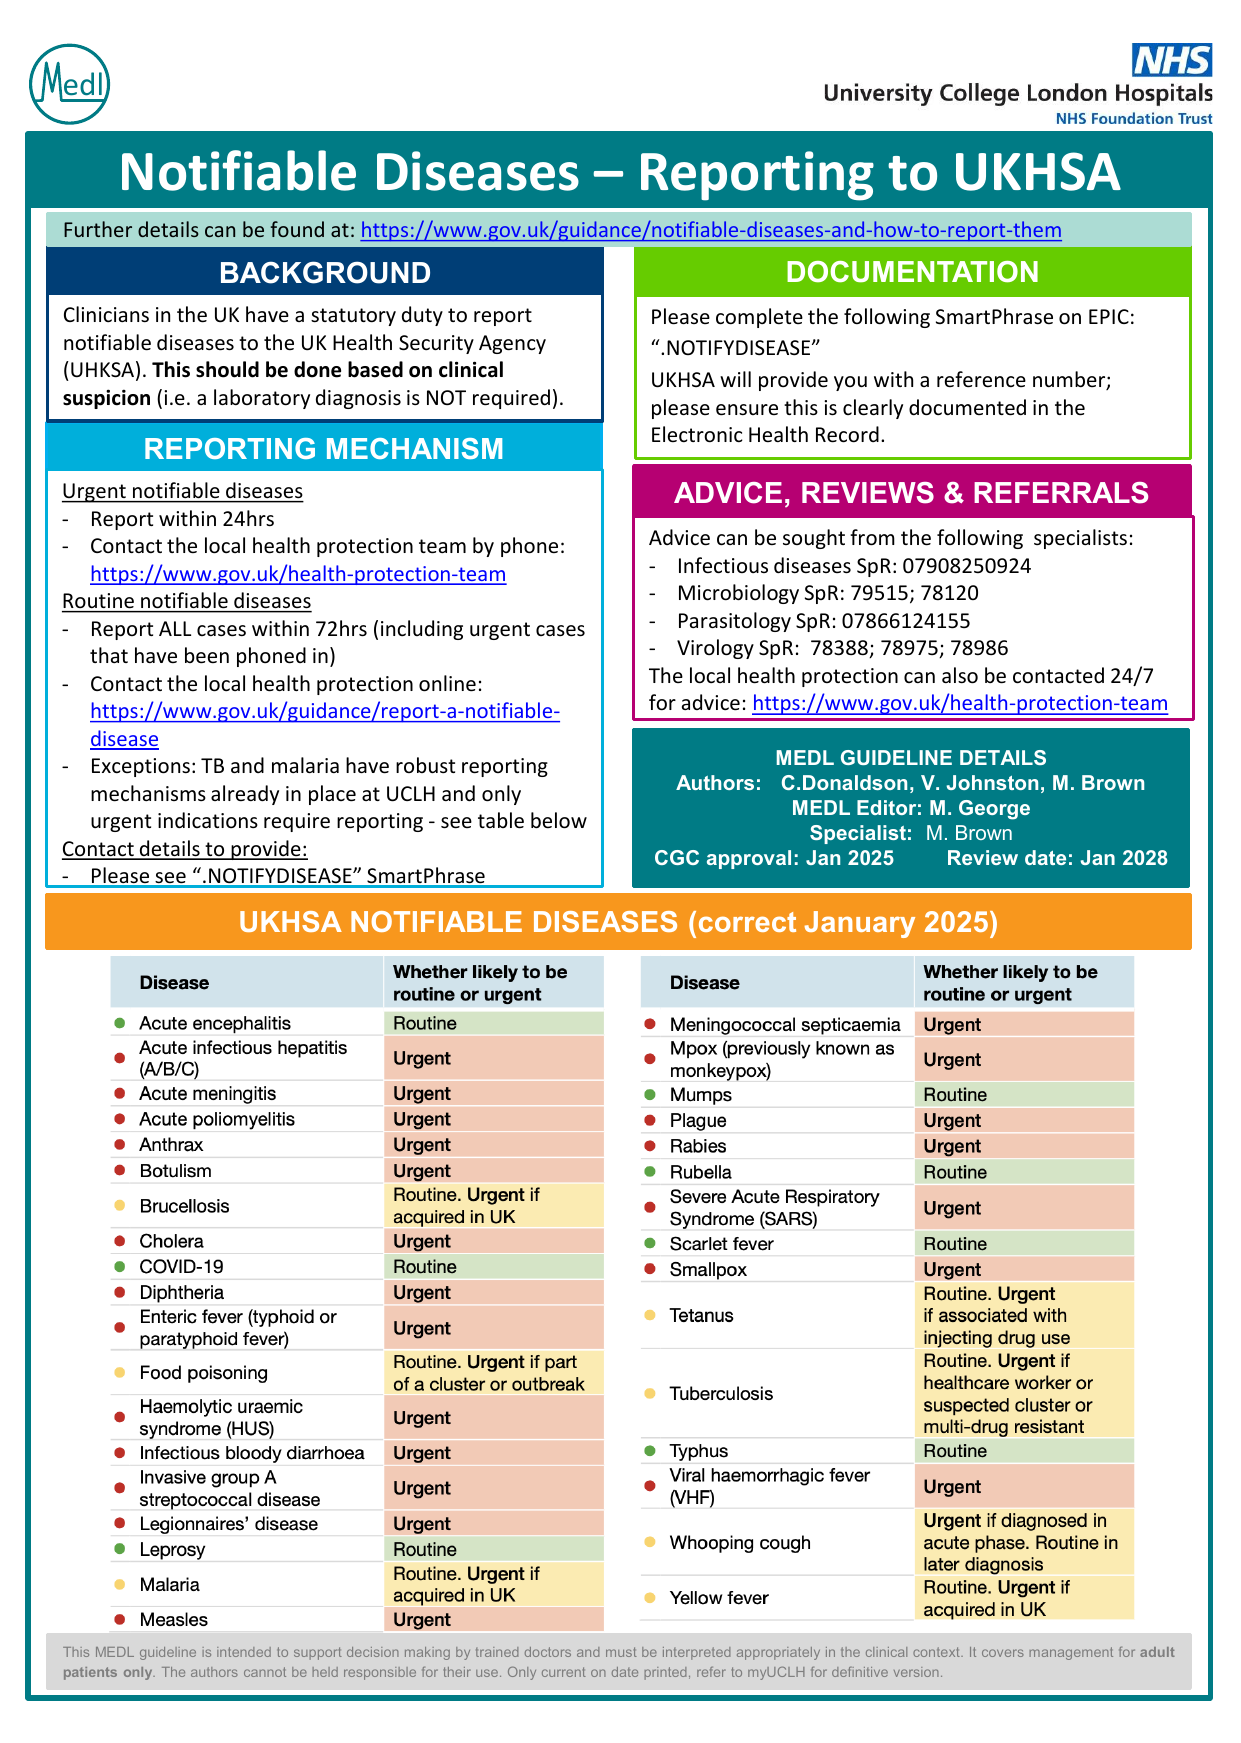 Medl
NHS
University College London Hospitals
NHS Foundation Trust
Notifiable Diseases – Reporting to UKHSA
Further details can be found at: https://www.gov.uk/guidance/notifiable-diseases-and-how-to-report-them
BACKGROUND
Clinicians in the UK have a statutory duty to report
notifiable diseases to the UK Health Security Agency
(UHKSA). This should be done based on clinical
suspicion (i.e. a laboratory diagnosis is NOT required).
REPORTING MECHANISM
Urgent notifiable diseases
- Report within 24hrs
- Contact the local health protection team by phone:
https://www.gov.uk/health-protection-team
Routine notifiable diseases
- Report ALL cases within 72hrs (including urgent cases
that have been phoned in)
- Contact the local health protection online:
https://www.gov.uk/guidance/report-a-notifiable-
disease
- Exceptions: TB and malaria have robust reporting
mechanisms already in place at UCLH and only
urgent indications require reporting - see table below
Contact details to provide:
- Please see “.NOTIFYDISEASE” SmartPhrase
DOCUMENTATION
Please complete the following SmartPhrase on EPIC:
“.NOTIFYDISEASE”
UKHSA will provide you with a reference number;
please ensure this is clearly documented in the
Electronic Health Record.
ADVICE, REVIEWS & REFERRALS
Advice can be sought from the following specialists:
- Infectious diseases SpR: 07908250924
- Microbiology SpR: 79515; 78120
- Parasitology SpR: 07866124155
- Virology SpR: 78388; 78975; 78986
The local health protection can also be contacted 24/7
for advice: https://www.gov.uk/health-protection-team
MEDL GUIDELINE DETAILS
Authors: C.Donaldson, V. Johnston, M. Brown
MEDL Editor: M. George
Specialist: M. Brown
CGC approval: Jan 2025 Review date: Jan 2028
UKHSA NOTIFIABLE DISEASES (correct January 2025)
Disease Whether likely to be
routine or urgent
Acute encephalitis Routine
Acute infectious hepatitis
(A/B/C) Urgent
Acute meningitis Urgent
Acute poliomyelitis Urgent
Anthrax Urgent
Botulism Urgent
Brucellosis Routine. Urgent if
acquired in UK
Cholera Urgent
COVID-19 Routine
Diphtheria Urgent
Enteric fever (typhoid or
paratyphoid fever) Urgent
Food poisoning Routine. Urgent if part
of a cluster or outbreak
Haemolytic uraemic
syndrome (HUS) Urgent
Infectious bloody diarrhoea Urgent
Invasive group A
streptococcal disease Urgent
Legionnaires’ disease Urgent
Leprosy Routine
Malaria Routine. Urgent if
acquired in UK
Measles Urgent
Disease Whether likely to be
routine or urgent
Meningococcal septicaemia Urgent
Mpox (previously known as
monkeypox) Urgent
Mumps Routine
Plague Urgent
Rabies Urgent
Rubella Routine
Severe Acute Respiratory
Syndrome (SARS) Urgent
Scarlet fever Routine
Smallpox Urgent
Tetanus Routine. Urgent
if associated with
injecting drug use
Tuberculosis Routine. Urgent if
healthcare worker or
suspected cluster or
multi-drug resistant
Typhus Routine
Viral haemorrhagic fever
(VHF) Urgent
Whooping cough Urgent if diagnosed in
acute phase. Routine in
later diagnosis
Yellow fever Routine. Urgent if
acquired in UK
This MEDL guideline is intended to support decision making by trained doctors and must be interpreted appropriately in the clinical context. It covers management for adult
patients only. The authors cannot be held responsible for their use. Only current on date printed, refer to myUCLH for definitive version.